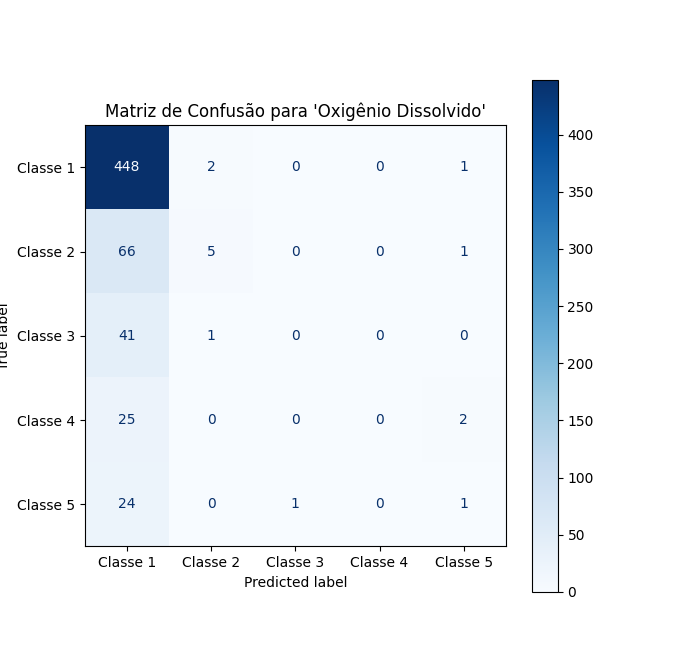 Matriz de Confusão para 'Oxigênio Dissolvido'
Classe 1 448 2 0 0 1
Classe 2 66 5 0 0 1
Classe 3 41 1 0 0 0
Classe 4 25 0 0 0 2
Classe 5 24 0 1 0 1
Classe 1 Classe 2 Classe 3 Classe 4 Classe 5
Predicted label
True label
400
350
300
250
200
150
100
50
0